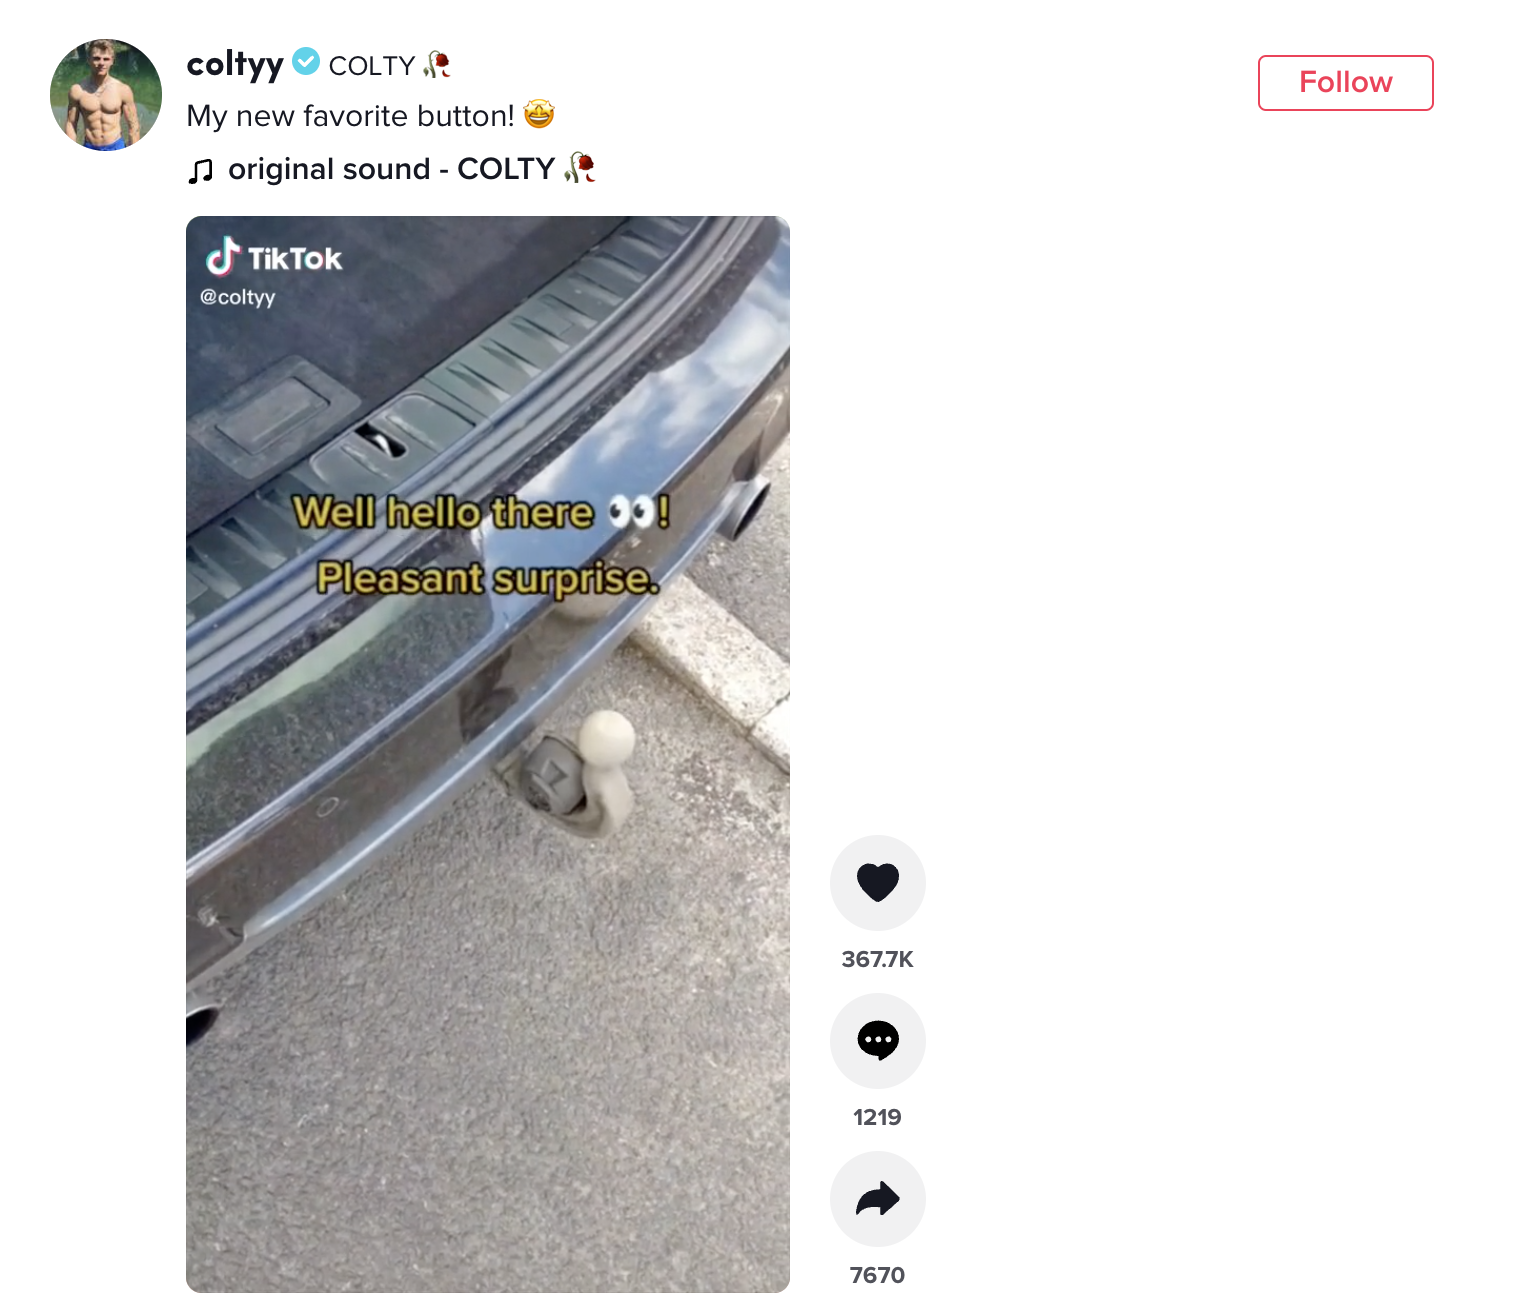 coltyy COLTY 🥀
My new favorite button! 🤩
original sound - COLTY 🥀
Follow
TikTok
@coltyy
Well hello there 👀!
Pleasant surprise.
367.7K
1219
7670